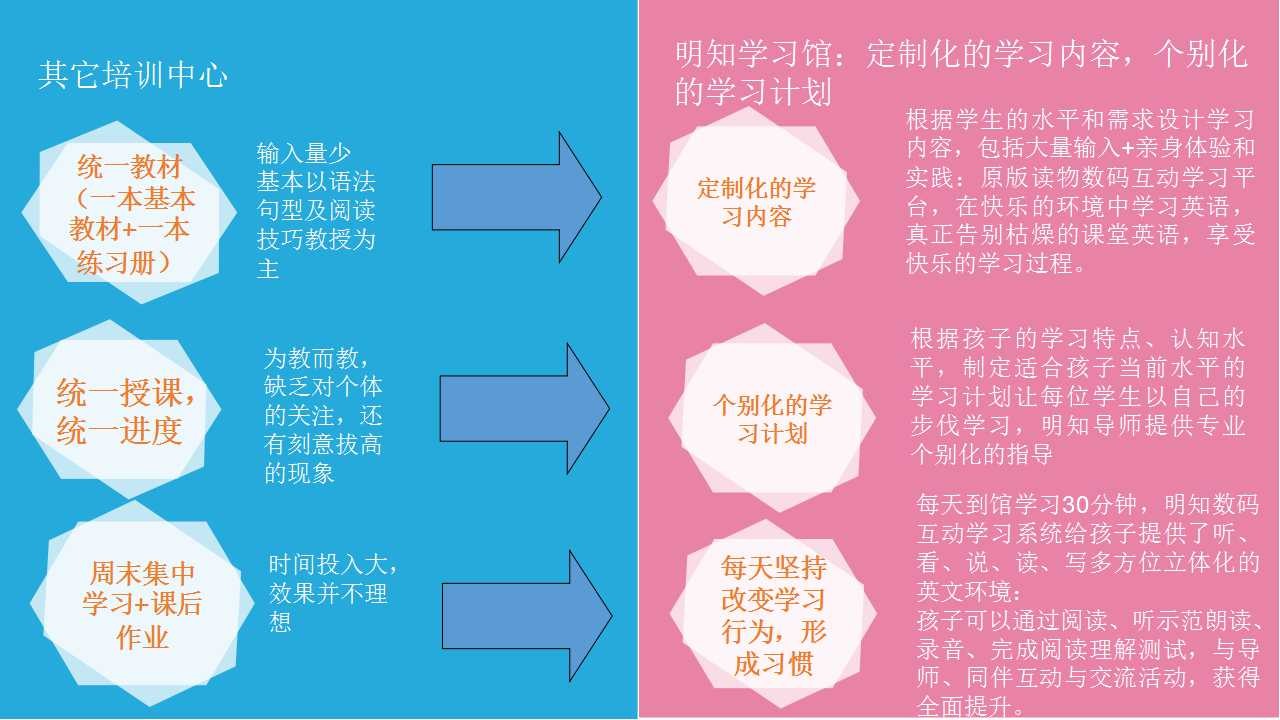 其它培训中心
统一教材
（一本基本
教材+一本
练习册）
输入量少
基本以语法
句型及阅读
技巧教授为
主
统一授课，
统一进度
为教而教，
缺乏对个体
的关注，还
有刻意拔高
的现象
周末集中
学习+课后
作业
时间投入大，
效果并不理
想
明知学习馆：定制化的学习内容，个别化
的学习计划
定制化的学
习内容
根据学生的水平和需求设计学习
内容，包括大量输入+亲身体验和
实践：原版读物数码互动学习平
台，在快乐的环境中学习英语，
真正告别枯燥的课堂英语，享受
快乐的学习过程。
个别化的学
习计划
根据孩子的学习特点、认知水
平，制定适合孩子当前水平的
学习计划让每位学生以自己的
步伐学习，明知导师提供专业
个别化的指导
每天坚持
改变学习
行为，形
成习惯
每天到馆学习30分钟，明知数码
互动学习系统给孩子提供了听、
看、说、读、写多方位立体化的
英文环境：
孩子可以通过阅读、听示范朗读、
录音、完成阅读理解测试，与导
师、同伴互动与交流活动，获得
全面提升。